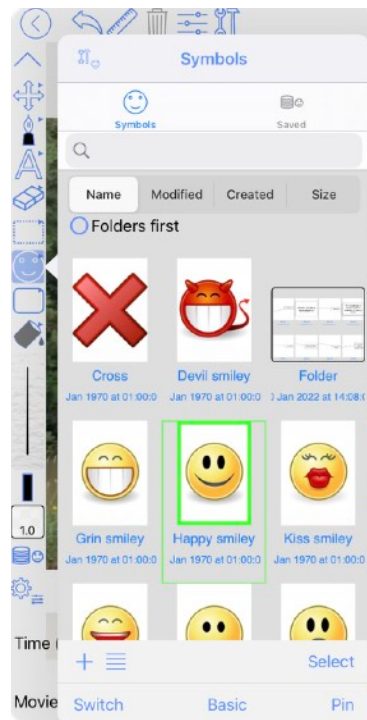 Symbols
Symbols
Saved
Name Modified Created Size
Folders first
Cross
Devil smiley
Folder
Jan 1970 at 01:00:0
Jan 1970 at 01:00:0
Jan 2022 at 14:08:
Grin smiley
Happy smiley
Kiss smiley
Jan 1970 at 01:00:0
Jan 1970 at 01:00:0
Jan 1970 at 01:00:0
1.0
Time
Select
Movie
Switch
Basic
Pin